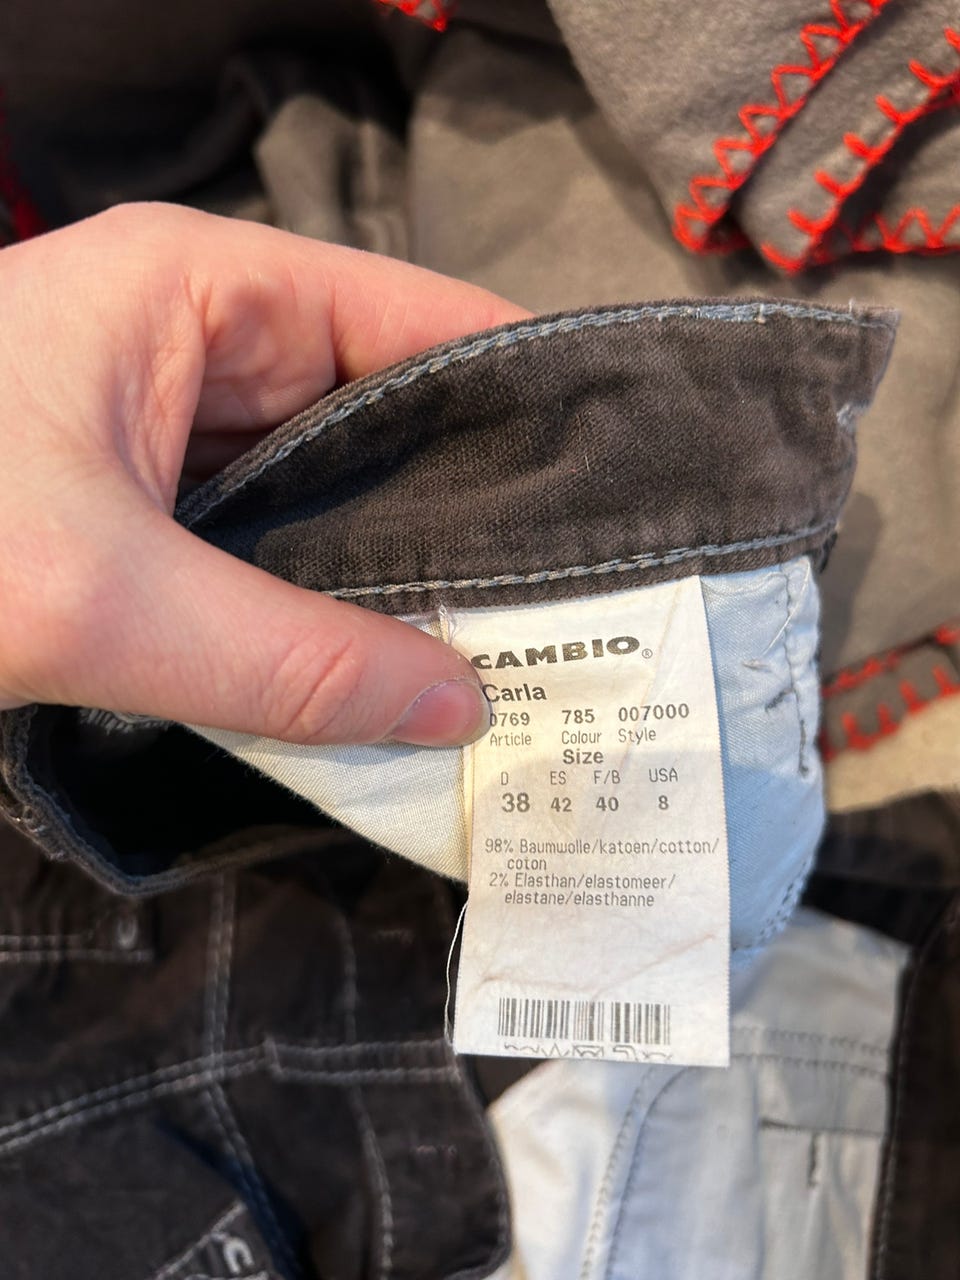 CAMBIO®
Carla
0769 785 007000
Article Colour Style
Size
D ES F/B USA
38 42 40 8
98% Baumwolle/katoen/cotton/
coton
2% Elasthan/elastomeer/
elastane/elasthanne